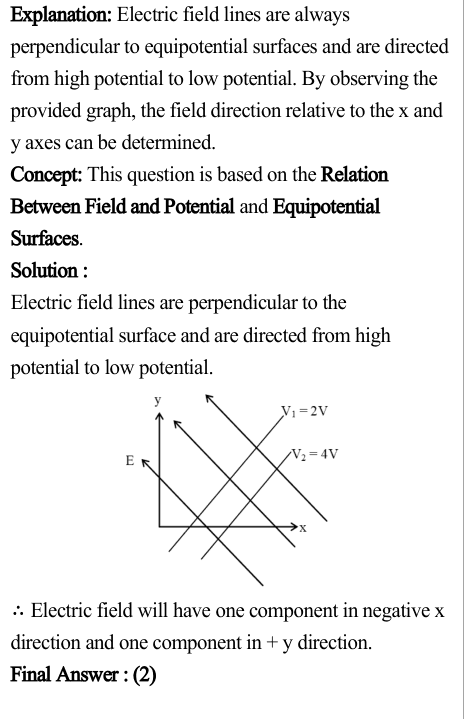 Explanation: Electric field lines are always
perpendicular to equipotential surfaces and are directed
from high potential to low potential. By observing the
provided graph, the field direction relative to the x and
y axes can be determined.
Concept: This question is based on the Relation
Between Field and Potential and Equipotential
Surfaces.
Solution :
Electric field lines are perpendicular to the
equipotential surface and are directed from high
potential to low potential.
y
V₁ = 2V
V₂ = 4V
E
x
∴ Electric field will have one component in negative x
direction and one component in + y direction.
Final Answer : (2)